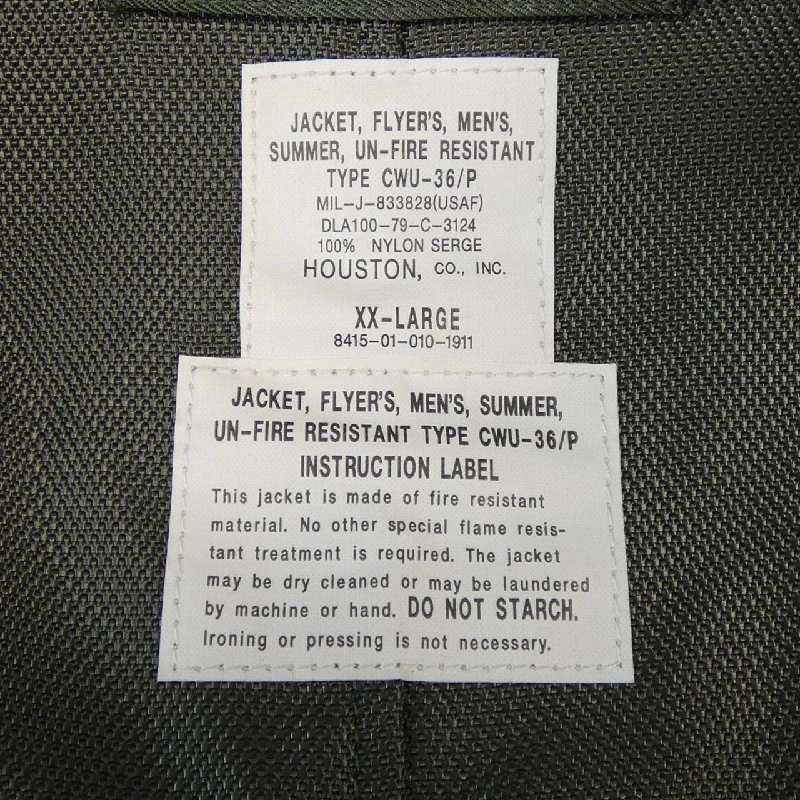 JACKET, FLYER'S, MEN'S,
SUMMER, UN-FIRE RESISTANT
TYPE CWU-36/P
MIL-J-833828(USAF)
DLA100-79-C-3124
100% NYLON SERGE
HOUSTON, CO., INC.
XX-LARGE
8415-01-010-1911
JACKET, FLYER'S, MEN'S, SUMMER,
UN-FIRE RESISTANT TYPE CWU-36/P
INSTRUCTION LABEL
This jacket is made of fire resistant
material. No other special flame resis-
tant treatment is required. The jacket
may be dry cleaned or may be laundered
by machine or hand. DO NOT STARCH.
Ironing or pressing is not necessary.